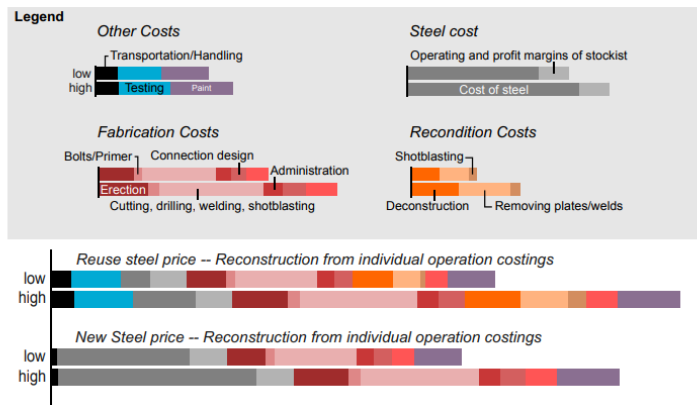 Legend
Other Costs
Transportation/Handling
low
high
Testing
Paint
Steel cost
Operating and profit margins of stockist
Cost of steel
Fabrication Costs
Bolts/Primer
Connection design
Administration
Erection
Cutting, drilling, welding, shotblasting
Recondition Costs
Shotblasting
Deconstruction
Removing plates/welds
Reuse steel price -- Reconstruction from individual operation costings
low
high
New Steel price -- Reconstruction from individual operation costings
low
high